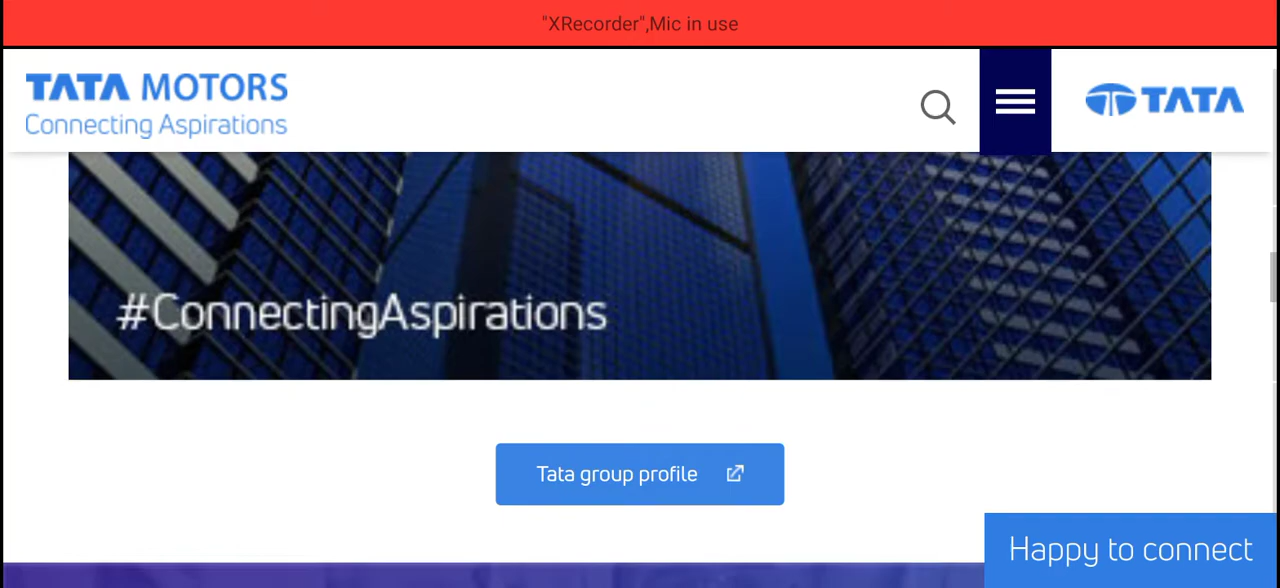 "XRecorder",Mic in use
TATA MOTORS
Connecting Aspirations
TATA
#ConnectingAspirations
Tata group profile
Happy to connect